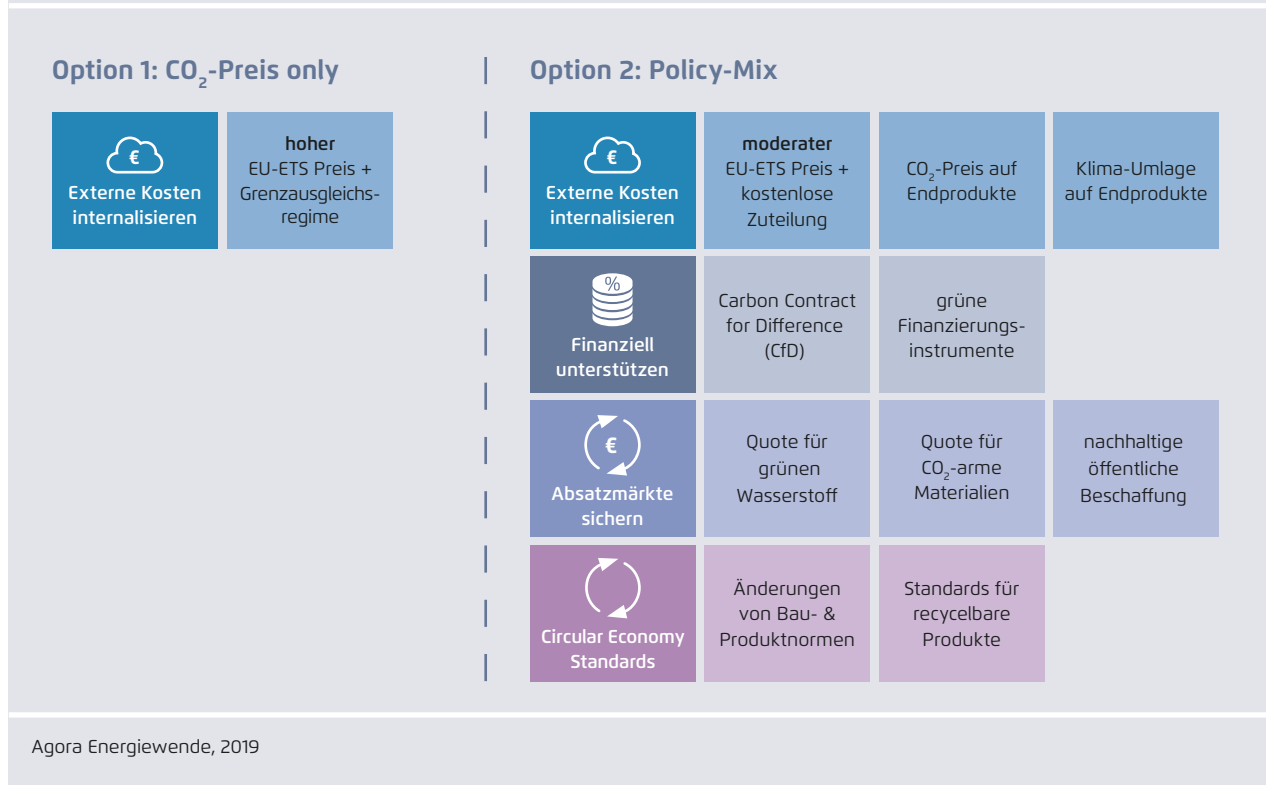 Option 1: CO₂-Preis only
€
Externe Kosten
internalisieren
hoher
EU-ETS Preis +
Grenzausgleichs-
regime
Option 2: Policy-Mix
€
Externe Kosten
internalisieren
moderater
EU-ETS Preis +
kostenlose
Zuteilung
CO₂-Preis auf
Endprodukte
Klima-Umlage
auf Endprodukte
%
Finanziell
unterstützen
Carbon Contract
for Difference
(CfD)
grüne
Finanzierungs-
instrumente
€
Absatzmärkte
sichern
Quote für
grünen
Wasserstoff
Quote für
CO₂-arme
Materialien
nachhaltige
öffentliche
Beschaffung
Circular Economy
Standards
Änderungen
von Bau- &
Produktnormen
Standards für
recycelbare
Produkte
Agora Energiewende, 2019